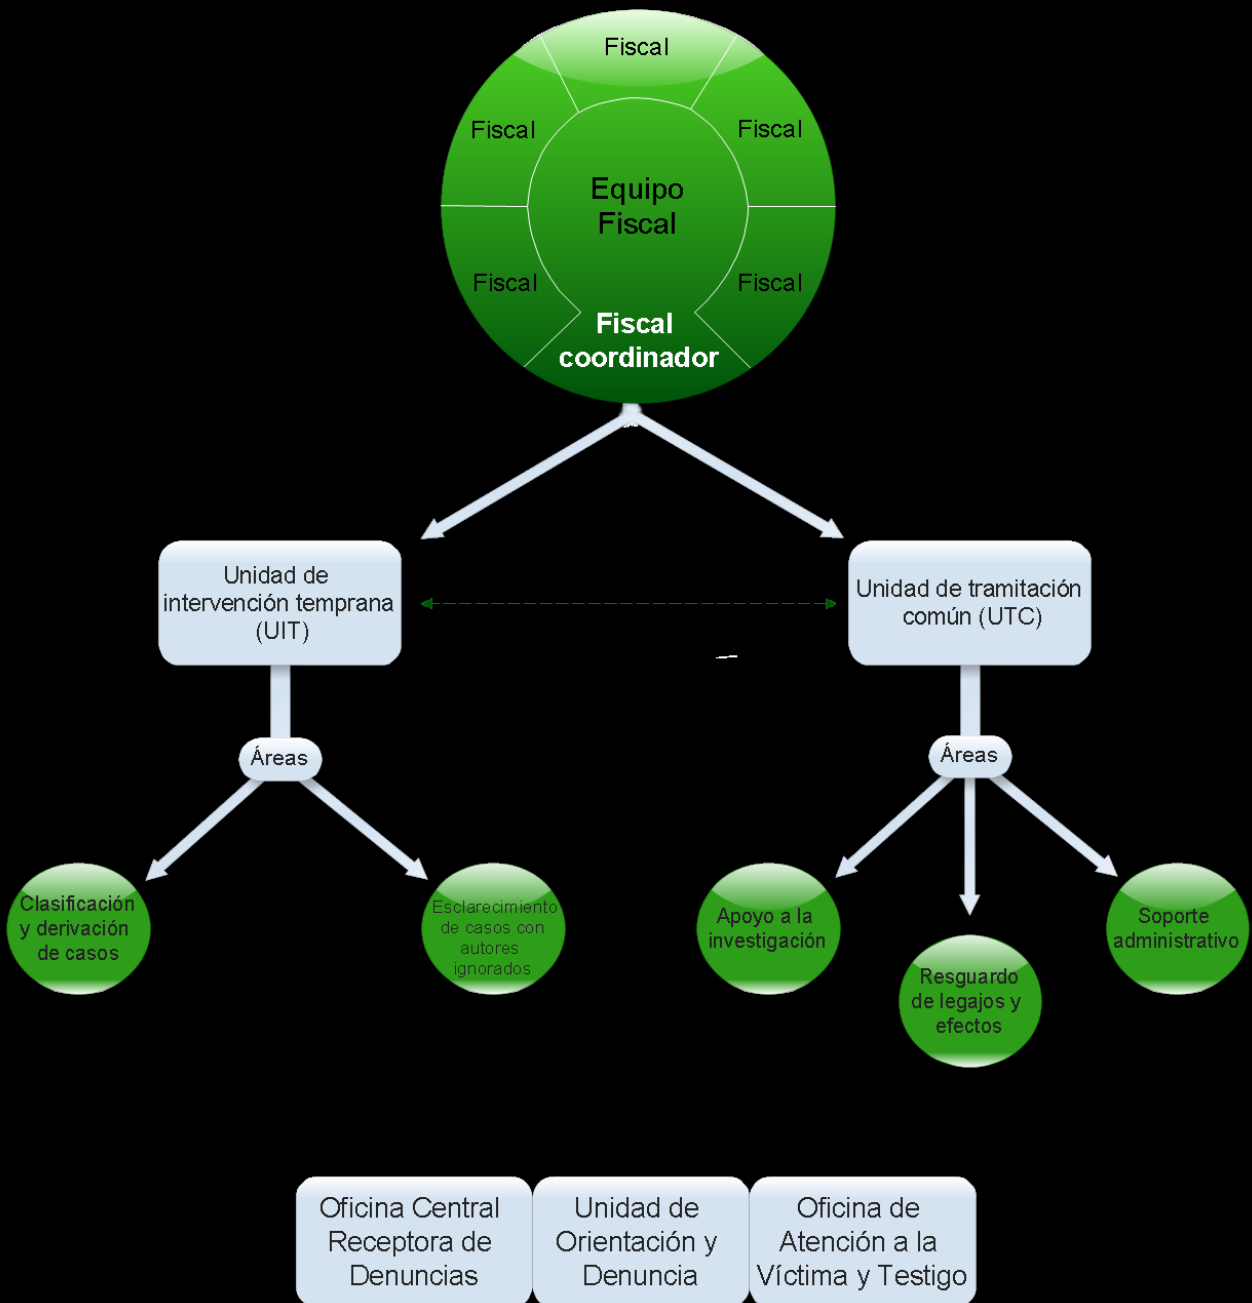 Fiscal
Fiscal
Fiscal
Equipo
Fiscal
Fiscal
Fiscal
Fiscal
coordinador
Unidad de
intervención temprana
(UIT)
Unidad de tramitación
común (UTC)
Áreas
Áreas
Clasificación
y derivación
de casos
Esclarecimiento
de casos con
autores
ignorados
Apoyo a la
investigación
Resguardo
de legajos y
efectos
Soporte
administrativo
Oficina Central
Receptora de
Denuncias
Unidad de
Orientación y
Denuncia
Oficina de
Atención a la
Víctima y Testigo